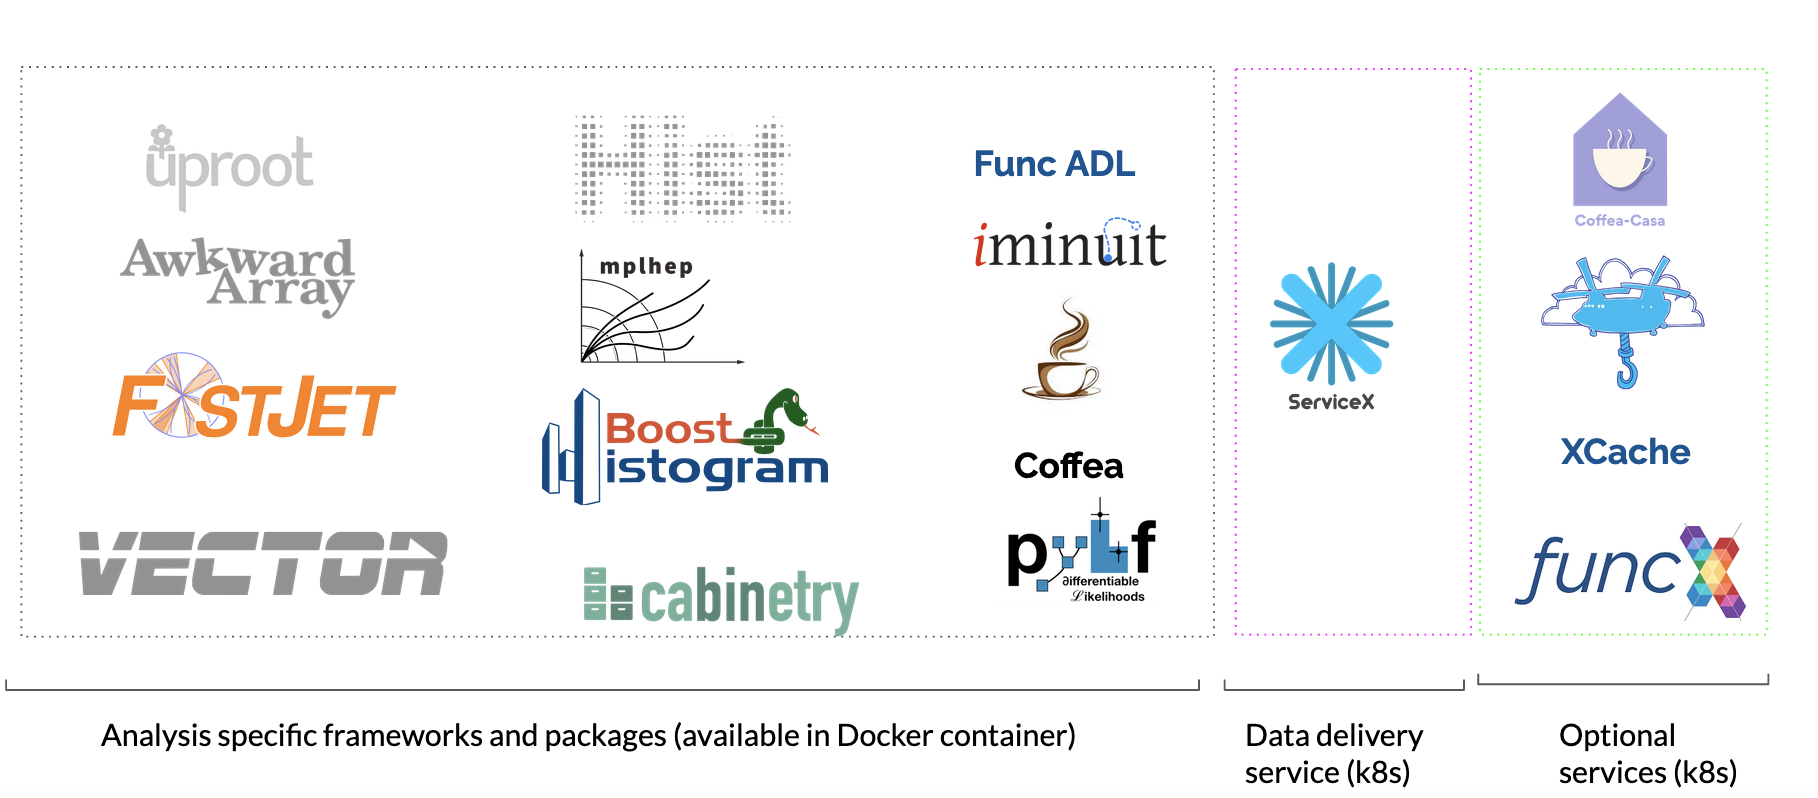 uproot
Awkward
Array
FASTJET
VECTOR
Hist
mplhep
Boost
Histogram
cabinetry
Func ADL
iminuit
Coffea
pyhf
∂ifferentiable
ℒikelihoods
ServiceX
Coffea-Casa
XCache
funcX
Analysis specific frameworks and packages (available in Docker container)
Data delivery
service (k8s)
Optional
services (k8s)